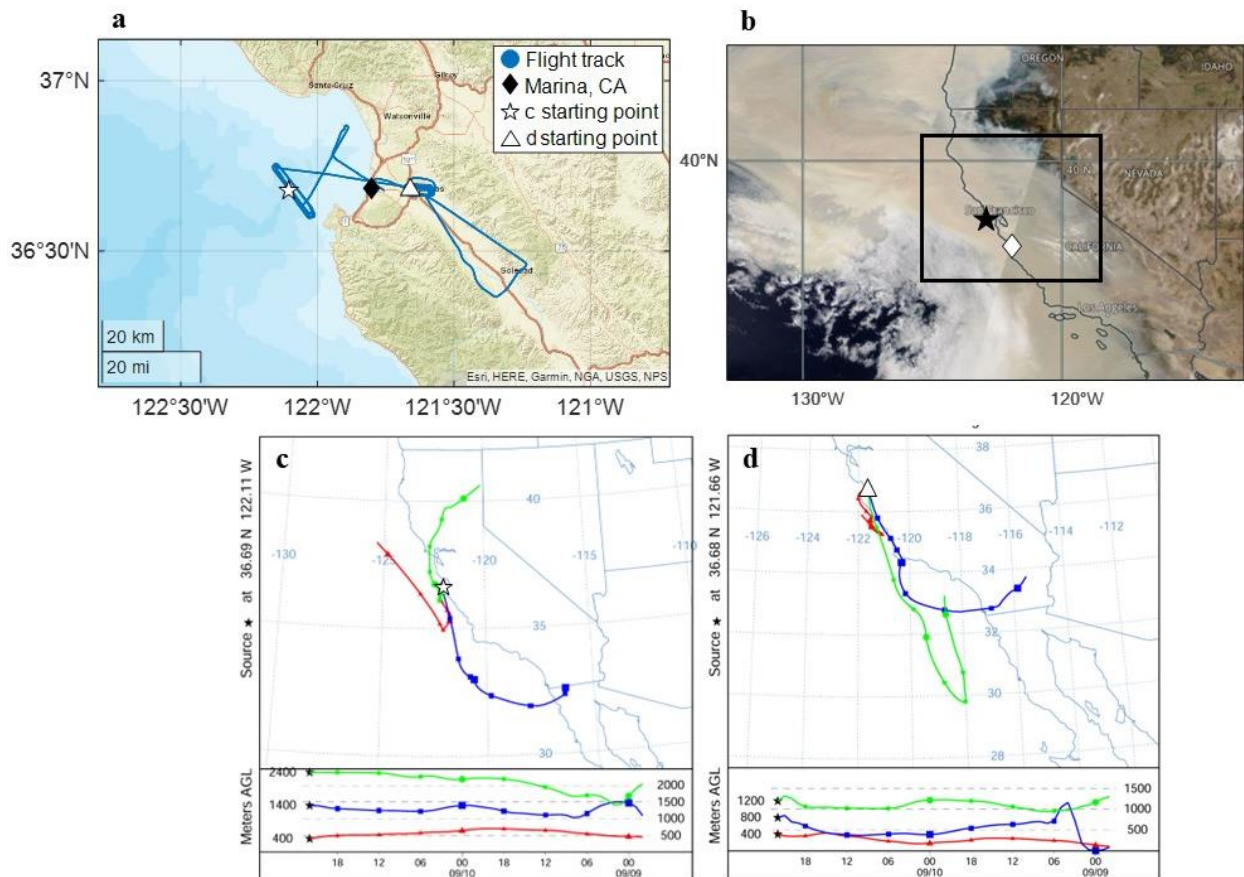 a
37°N
36°30'N
Santa Cruz
Gilroy
Watsonville
101
1
25
Soledad
Flight track
Marina, CA
c starting point
d starting point
20 km
20 mi
Esri, HERE, Garmin, NGA, USGS, NPS
122°30'W
122°W
121°30'W
121°W
b
40°N
OREGON
IDAHO
40 N
NEVADA
San Francisco
CALIFORNIA
Los Angeles
130°W
120°W
c
Source ★ at 36.69 N 122.11 W
-130
-125
-120
-115
-110
40
35
30
Meters AGL
2400
1400
400
2000
1500
1000
500
18 12 06 00 18 12 06 00
09/10 09/09
d
Source ★ at 36.68 N 121.66 W
-126
-124
-122
-120
-118
-116
-114
-112
38
36
34
32
30
28
Meters AGL
1200
800
400
1500
1000
500
18 12 06 00 18 12 06 00
09/10 09/09